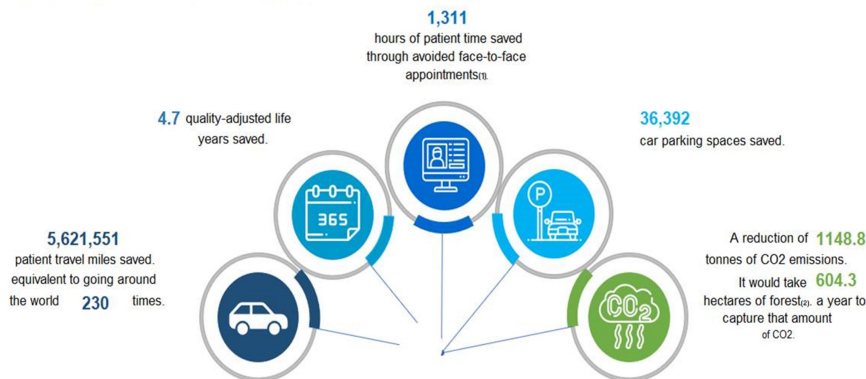 1,311
hours of patient time saved
through avoided face-to-face
appointments(1).
4.7 quality-adjusted life
years saved.
36,392
car parking spaces saved.
5,621,551
patient travel miles saved.
equivalent to going around
the world 230 times.
A reduction of 1148.8
tonnes of CO2 emissions.
It would take 604.3
hectares of forest(2). a year to
capture that amount
of CO2.
365
P
CO2